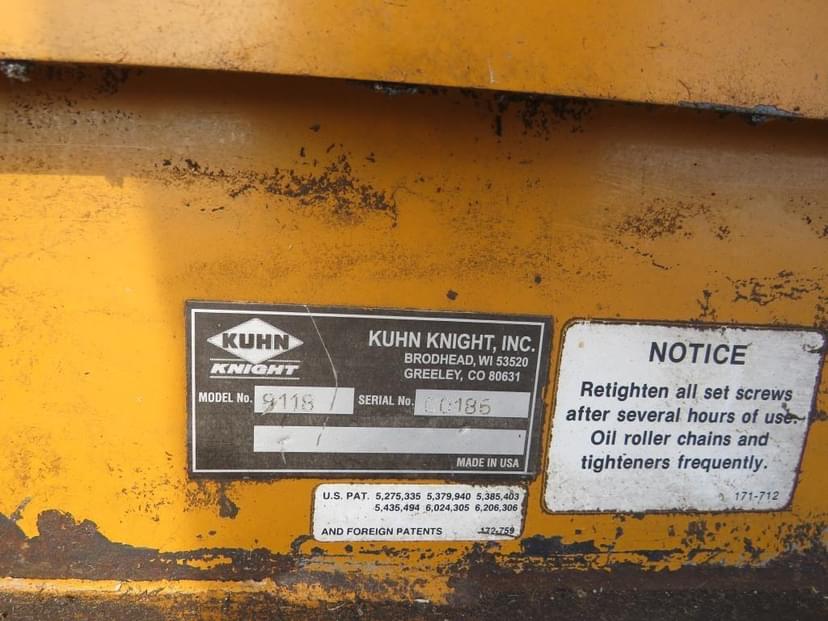 KUHN
KNIGHT
KUHN KNIGHT, INC.
BRODHEAD, WI 53520
GREELEY, CO 80631
MODEL No. 9118 SERIAL No.
MADE IN USA
U.S. PAT. 5,275,335 5,379,940 5,385,403
5,435,494 6,024,305 6,206,306
AND FOREIGN PATENTS 172-759
NOTICE
Retighten all set screws
after several hours of use.
Oil roller chains and
tighteners frequently.
171-712